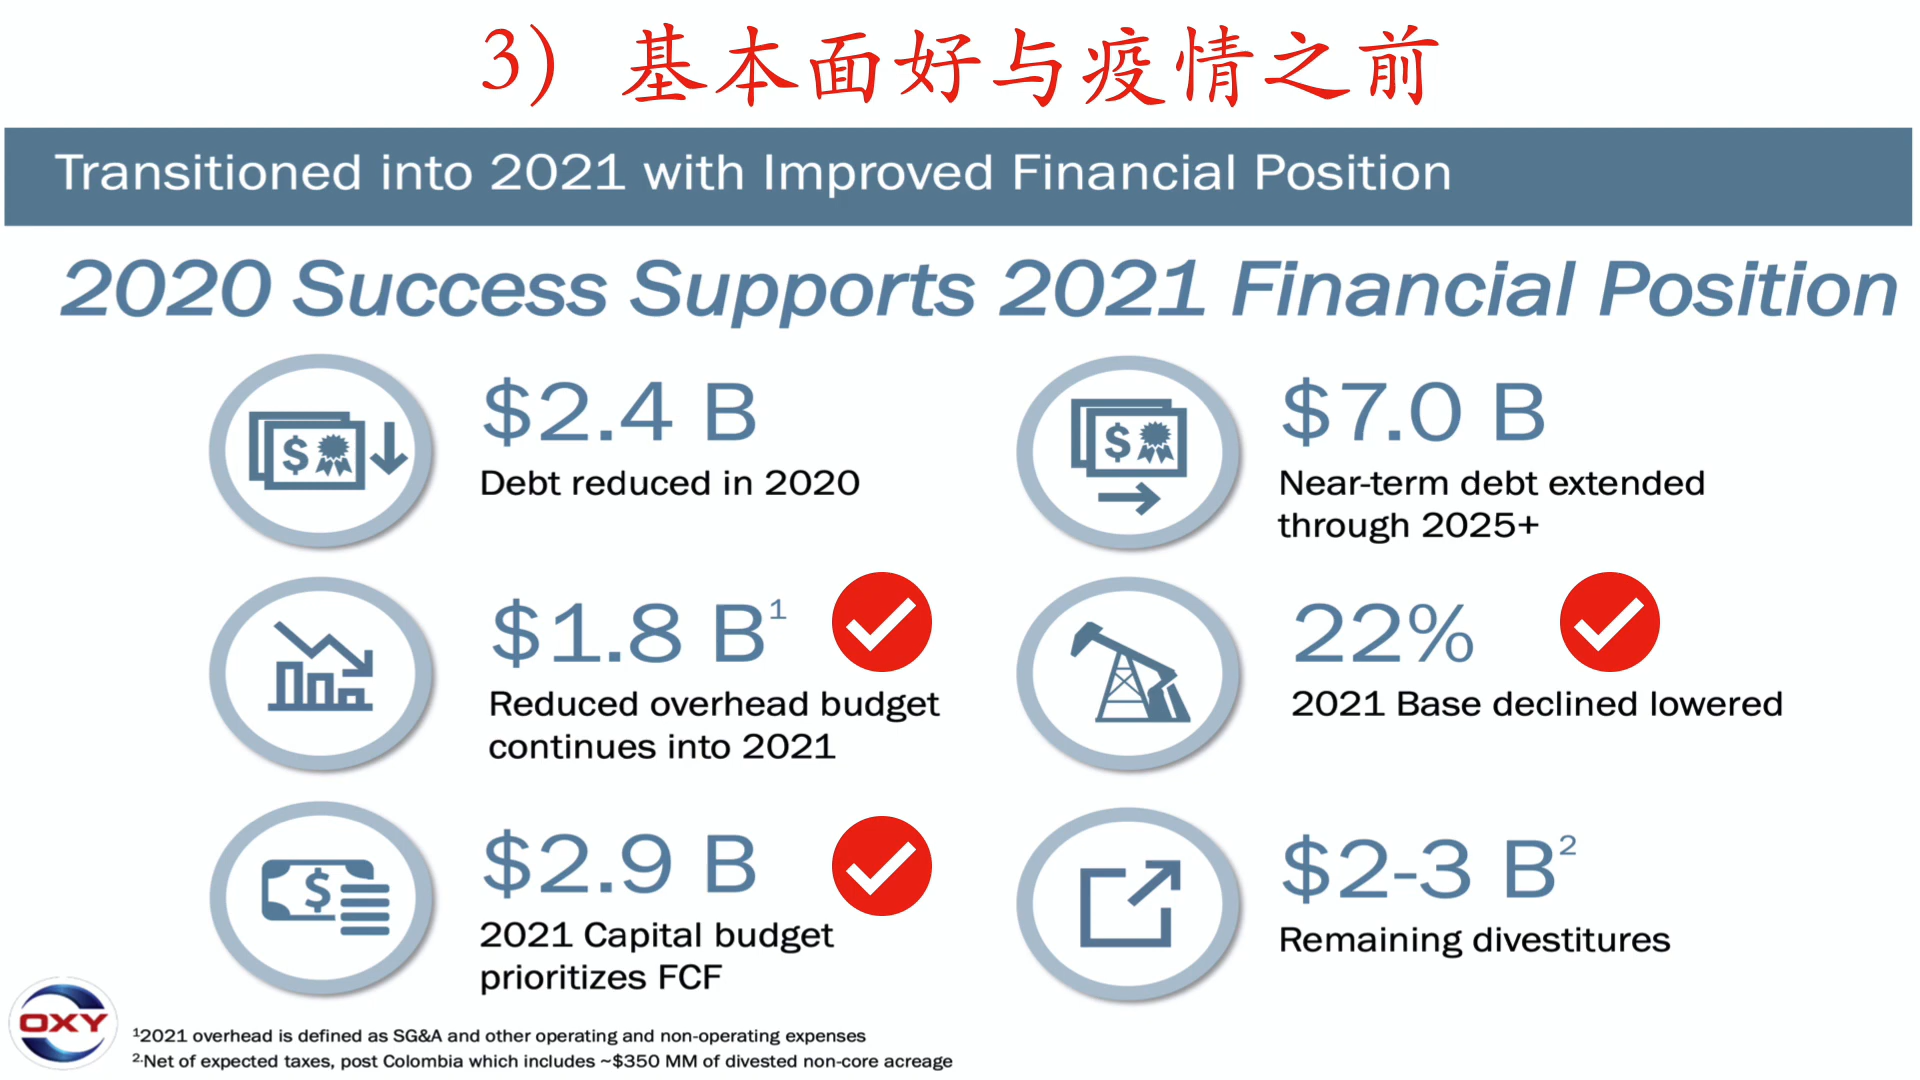 3）基本面好与疫情之前
Transitioned into 2021 with Improved Financial Position
2020 Success Supports 2021 Financial Position
$2.4 B
Debt reduced in 2020
$7.0 B
Near-term debt extended
through 2025+
$1.8 B¹
Reduced overhead budget
continues into 2021
22%
2021 Base declined lowered
$2.9 B
2021 Capital budget
prioritizes FCF
$2-3 B²
Remaining divestitures
OXY
¹2021 overhead is defined as SG&A and other operating and non-operating expenses
²·Net of expected taxes, post Colombia which includes ~$350 MM of divested non-core acreage